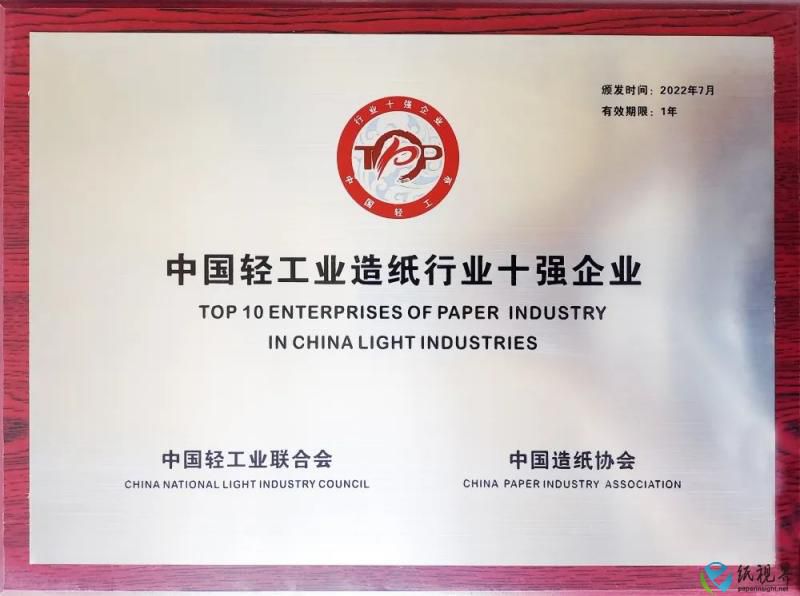 颁发时间：2022年7月
有效期限：1年
行业十强企业
TOP
中国轻工业
中国轻工业造纸行业十强企业
TOP 10 ENTERPRISES OF PAPER INDUSTRY
IN CHINA LIGHT INDUSTRIES
中国轻工业联合会
CHINA NATIONAL LIGHT INDUSTRY COUNCIL
中国造纸协会
CHINA PAPER INDUSTRY ASSOCIATION
纸视界
paperinsight.net